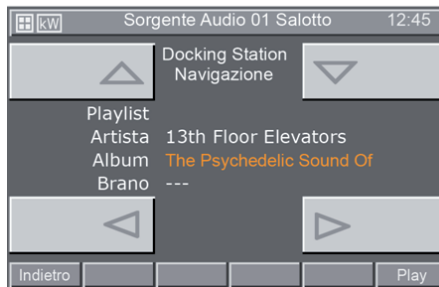 kW Sorgente Audio 01 Salotto 12:45
Docking Station
Navigazione
Playlist
Artista 13th Floor Elevators
Album The Psychedelic Sound Of
Brano ---
Indietro Play